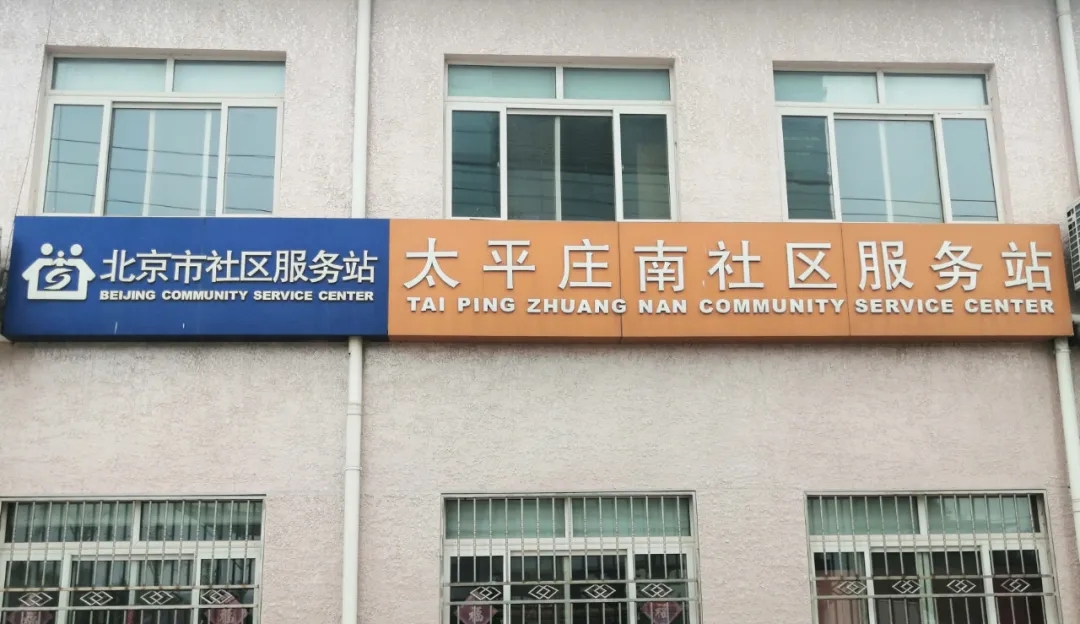 北京市社区服务站
BEIJING COMMUNITY SERVICE CENTER
太平庄南社区服务站
TAI PING ZHUANG NAN COMMUNITY SERVICE CENTER